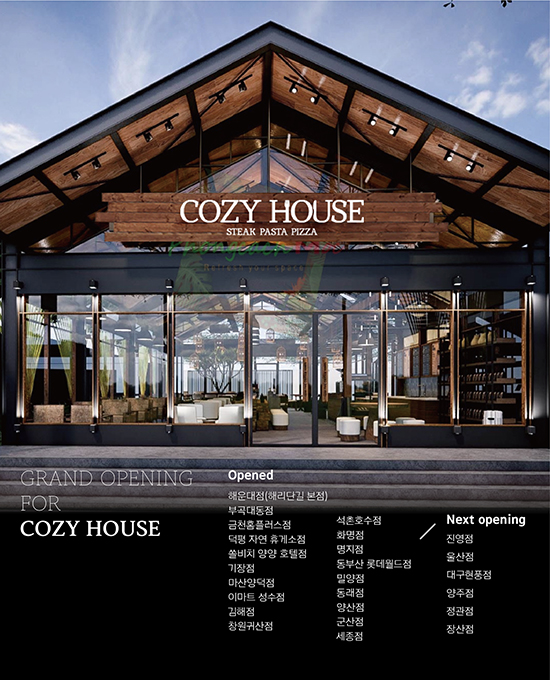 COZY HOUSE
STEAK PASTA PIZZA
GRAND OPENING
FOR
COZY HOUSE
Opened
해운대점(해리단길 본점)
부곡대동점
금천홈플러스점
덕평 자연 휴게소점
쏠비치 양양 호텔점
기장점
마산양덕점
이마트 성수점
김해점
창원귀산점
석촌호수점
화명점
명지점
동부산 롯데월드점
밀양점
동래점
양산점
군산점
세종점
Next opening
진영점
울산점
대구현풍점
양주점
정관점
장산점